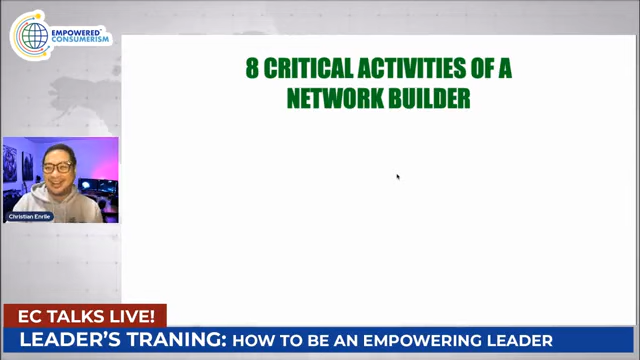 EMPOWERED
CONSUMERISM
8 CRITICAL ACTIVITIES OF A
NETWORK BUILDER
Christian Enrile
EC TALKS LIVE!
LEADER'S TRANING: HOW TO BE AN EMPOWERING LEADER